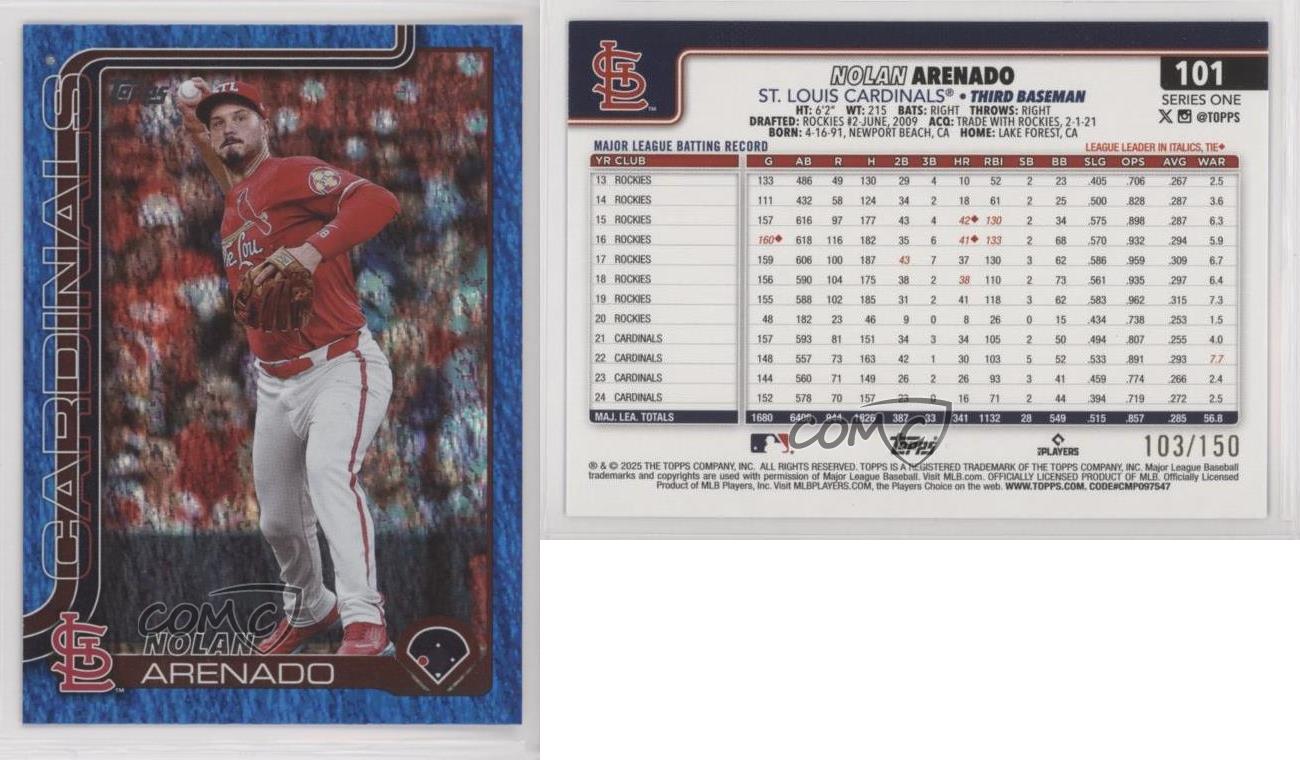 CARDINALS
Topps
STL
The Lou
COMC
NOLAN
ARENADO
STL
TM
STL
TM
NOLAN ARENADO
101
ST. LOUIS CARDINALS® • THIRD BASEMAN
SERIES ONE
HT: 6'2" WT: 215 BATS: RIGHT THROWS: RIGHT
X @TOPPS
DRAFTED: ROCKIES #2-JUNE, 2009 ACQ: TRADE WITH ROCKIES, 2-1-21
BORN: 4-16-91, NEWPORT BEACH, CA HOME: LAKE FOREST, CA
MAJOR LEAGUE BATTING RECORD LEAGUE LEADER IN ITALICS, TIE♦
YR CLUB G AB R H 2B 3B HR RBI SB BB SLG OPS AVG WAR
13 ROCKIES 133 486 49 130 29 4 10 52 2 23 .405 .706 .267 2.5
14 ROCKIES 111 432 58 124 34 2 18 61 2 25 .500 .828 .287 3.6
15 ROCKIES 157 616 97 177 43 4 42♦ 130 2 34 .575 .898 .287 6.3
16 ROCKIES 160♦ 618 116 182 35 6 41♦ 133 2 68 .570 .932 .294 5.9
17 ROCKIES 159 606 100 187 43 7 37 130 3 62 .586 .959 .309 6.7
18 ROCKIES 156 590 104 175 38 2 38 110 2 73 .561 .935 .297 6.4
19 ROCKIES 155 588 102 185 31 2 41 118 3 62 .583 .962 .315 7.3
20 ROCKIES 48 182 23 46 9 0 8 26 0 15 .434 .738 .253 1.5
21 CARDINALS 157 593 81 151 34 3 34 105 2 50 .494 .807 .255 4.0
22 CARDINALS 148 557 73 163 42 1 30 103 5 52 .533 .891 .293 7.7
23 CARDINALS 144 560 71 149 26 2 26 93 3 41 .459 .774 .266 2.4
24 CARDINALS 152 578 70 157 23 0 16 71 2 44 .394 .719 .272 2.5
MAJ. LEA. TOTALS 1680 6406 944 1826 387 33 341 1132 28 549 .515 .857 .285 56.8
COMC
Topps
PLAYERS
103/150
® & © 2025 THE TOPPS COMPANY, INC. ALL RIGHTS RESERVED. TOPPS IS A REGISTERED TRADEMARK OF THE TOPPS COMPANY, INC. Major League Baseball
trademarks and copyrights are used with permission of Major League Baseball. Visit MLB.com. OFFICIALLY LICENSED PRODUCT OF MLB. Officially Licensed
Product of MLB Players, Inc. Visit MLBPLAYERS.COM, the Players Choice on the web. WWW.TOPPS.COM. CODE#CMP097547